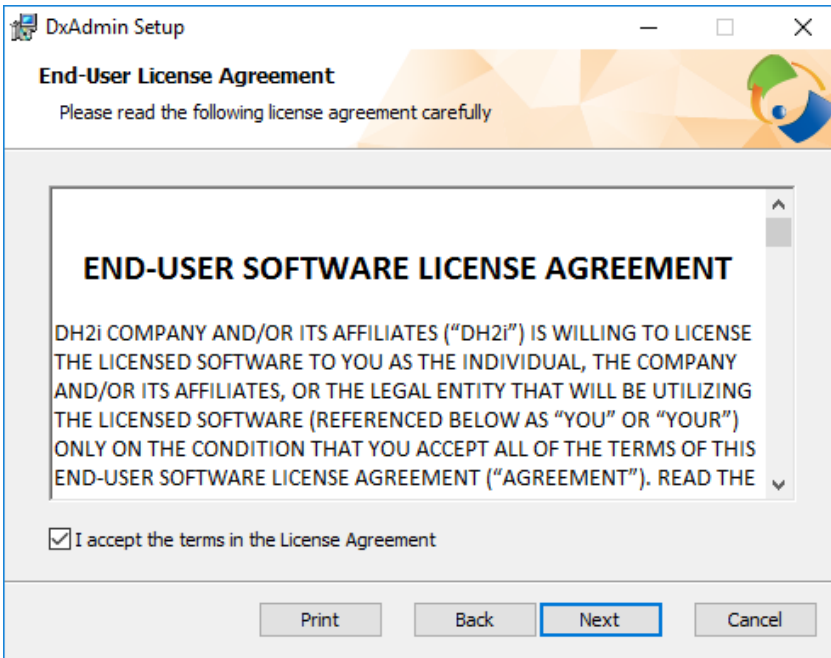 DxAdmin Setup
End-User License Agreement
Please read the following license agreement carefully
END-USER SOFTWARE LICENSE AGREEMENT
DH2i COMPANY AND/OR ITS AFFILIATES (“DH2i”) IS WILLING TO LICENSE
THE LICENSED SOFTWARE TO YOU AS THE INDIVIDUAL, THE COMPANY
AND/OR ITS AFFILIATES, OR THE LEGAL ENTITY THAT WILL BE UTILIZING
THE LICENSED SOFTWARE (REFERENCED BELOW AS “YOU” OR “YOUR”)
ONLY ON THE CONDITION THAT YOU ACCEPT ALL OF THE TERMS OF THIS
END-USER SOFTWARE LICENSE AGREEMENT (“AGREEMENT”). READ THE
I accept the terms in the License Agreement
Print Back Next Cancel